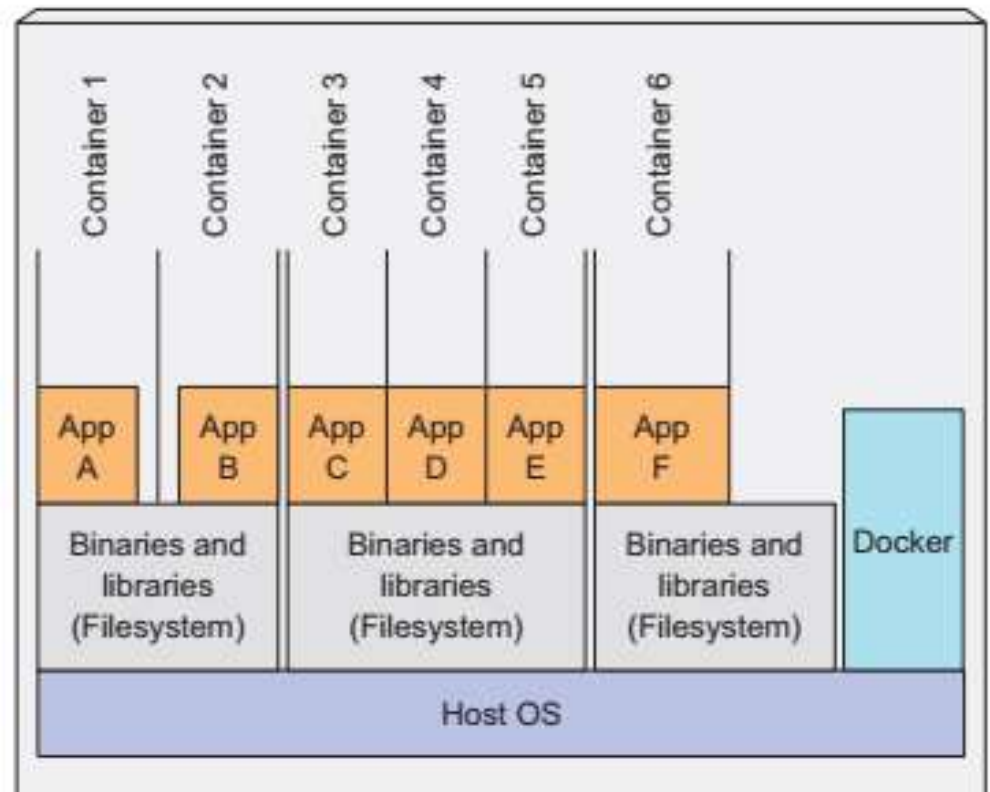 Container 1
Container 2
Container 3
Container 4
Container 5
Container 6
App
A
App
B
App
C
App
D
App
E
App
F
Binaries and
libraries
(Filesystem)
Binaries and
libraries
(Filesystem)
Binaries and
libraries
(Filesystem)
Docker
Host OS